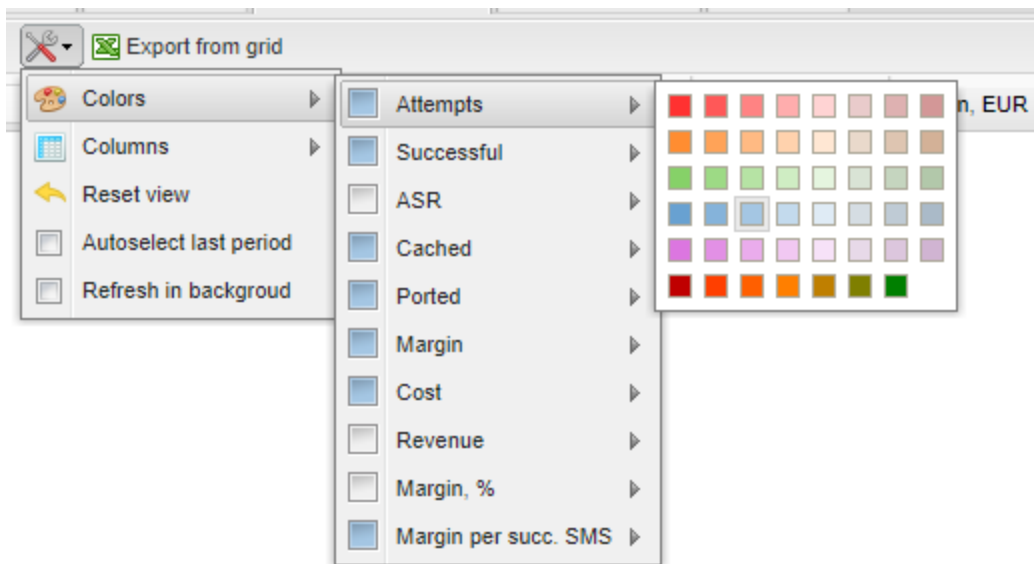 Export from grid
Colors
Columns
Reset view
Autoselect last period
Refresh in backgroud
Attempts
Successful
ASR
Cached
Ported
Margin
Cost
Revenue
Margin, %
Margin per succ. SMS
n, EUR